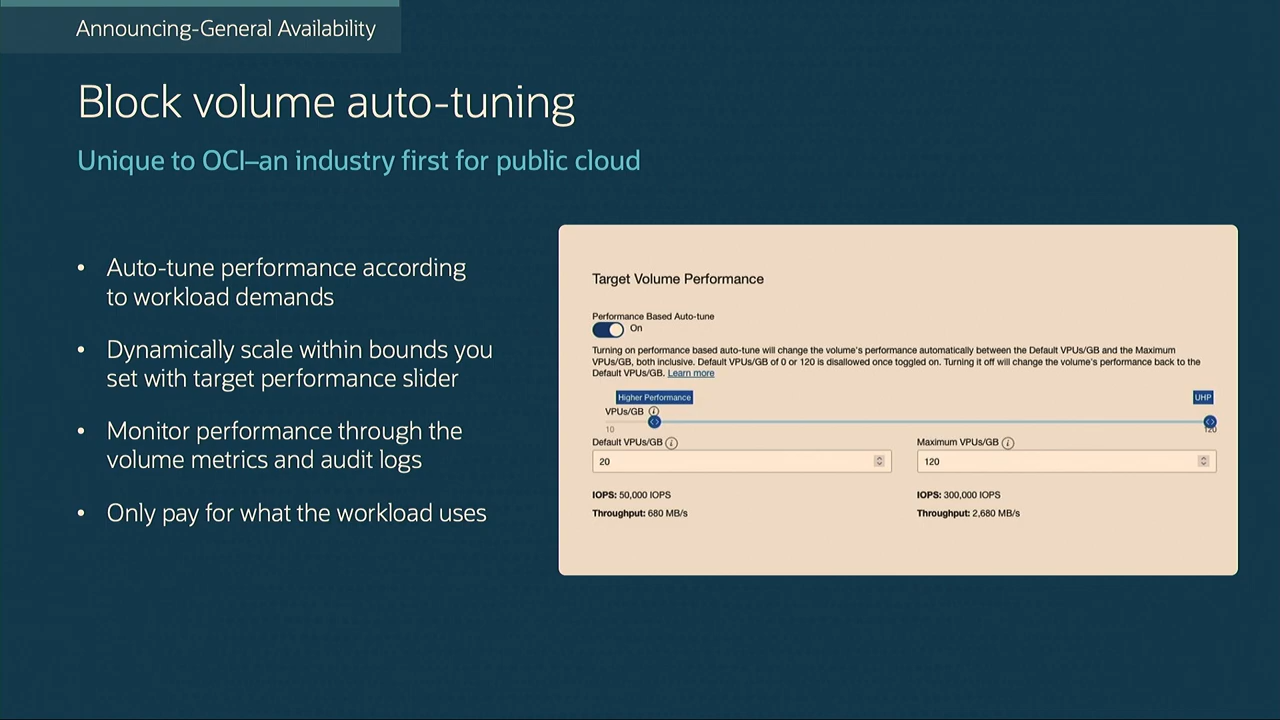 Announcing-General Availability
Block volume auto-tuning
Unique to OCI–an industry first for public cloud
• Auto-tune performance according
to workload demands
• Dynamically scale within bounds you
set with target performance slider
• Monitor performance through the
volume metrics and audit logs
• Only pay for what the workload uses
Target Volume Performance
Performance Based Auto-tune
On
Turning on performance based auto-tune will change the volume's performance automatically between the Default VPUs/GB and the Maximum
VPUs/GB, both inclusive. Default VPUs/GB of 0 or 120 is disallowed once toggled on. Turning it off will change the volume's performance back to the
Default VPUs/GB. Learn more
Higher Performance UHP
VPUs/GB
10 120
Default VPUs/GB Maximum VPUs/GB
20 120
IOPS: 50,000 IOPS IOPS: 300,000 IOPS
Throughput: 680 MB/s Throughput: 2,680 MB/s